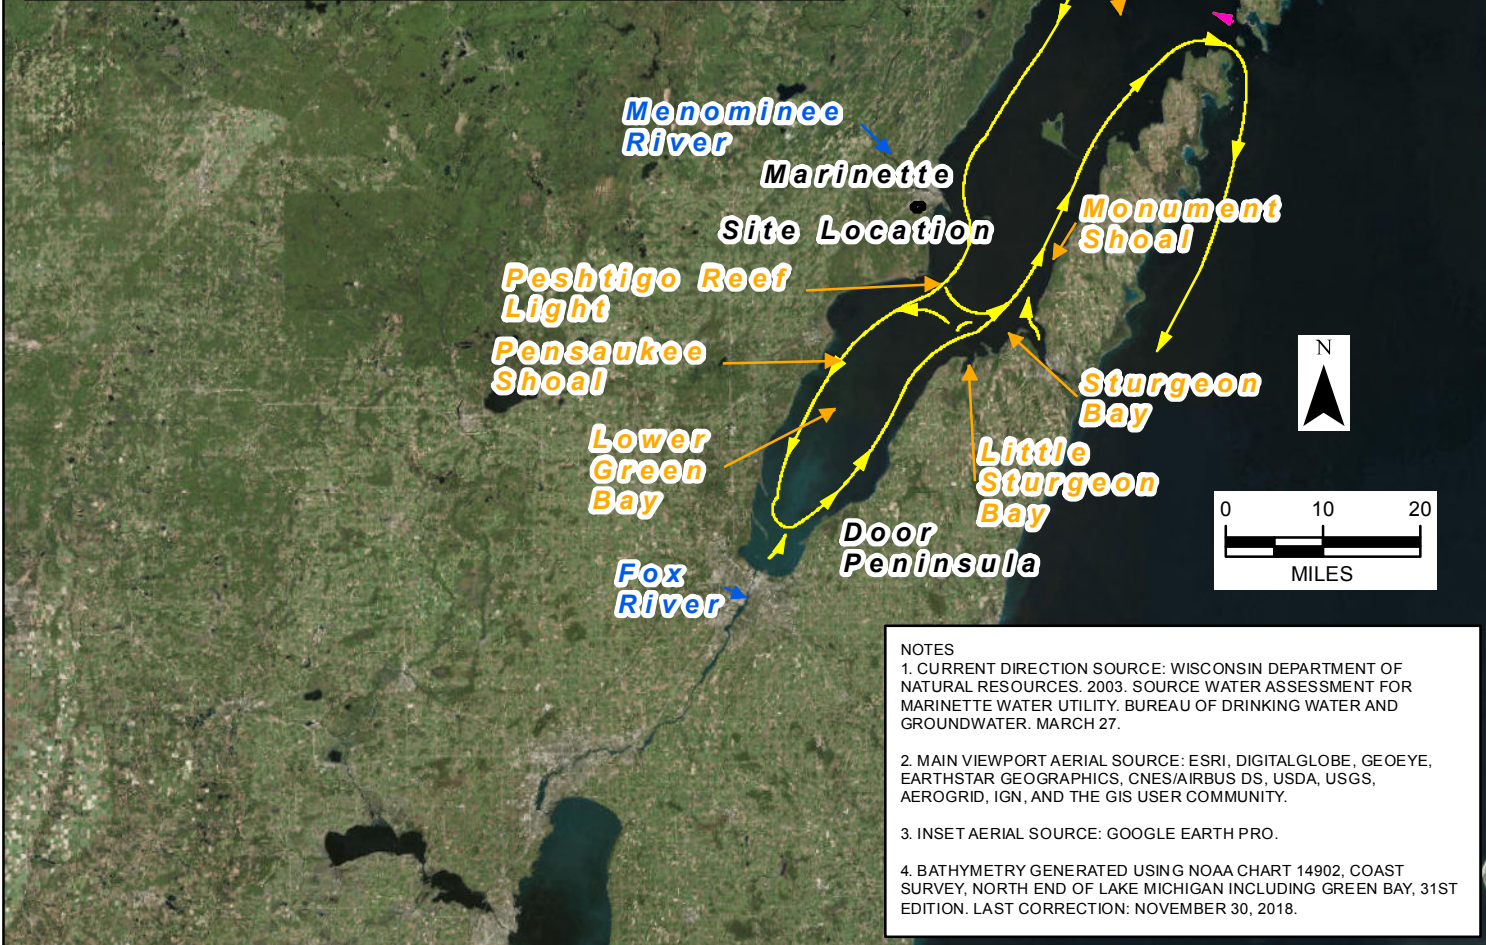 Menominee
River
Marinette
Site Location
Monument
Shoal
Peshtigo Reef
Light
Pensaukee
Shoal
Sturgeon
Bay
Lower
Green
Bay
Little
Sturgeon
Bay
Door
Peninsula
Fox
River
N
0 10 20
MILES
NOTES
1. CURRENT DIRECTION SOURCE: WISCONSIN DEPARTMENT OF
NATURAL RESOURCES. 2003. SOURCE WATER ASSESSMENT FOR
MARINETTE WATER UTILITY. BUREAU OF DRINKING WATER AND
GROUNDWATER. MARCH 27.
2. MAIN VIEWPORT AERIAL SOURCE: ESRI, DIGITALGLOBE, GEOEYE,
EARTHSTAR GEOGRAPHICS, CNES/AIRBUS DS, USDA, USGS,
AEROGRID, IGN, AND THE GIS USER COMMUNITY.
3. INSET AERIAL SOURCE: GOOGLE EARTH PRO.
4. BATHYMETRY GENERATED USING NOAA CHART 14902, COAST
SURVEY, NORTH END OF LAKE MICHIGAN INCLUDING GREEN BAY, 31ST
EDITION. LAST CORRECTION: NOVEMBER 30, 2018.